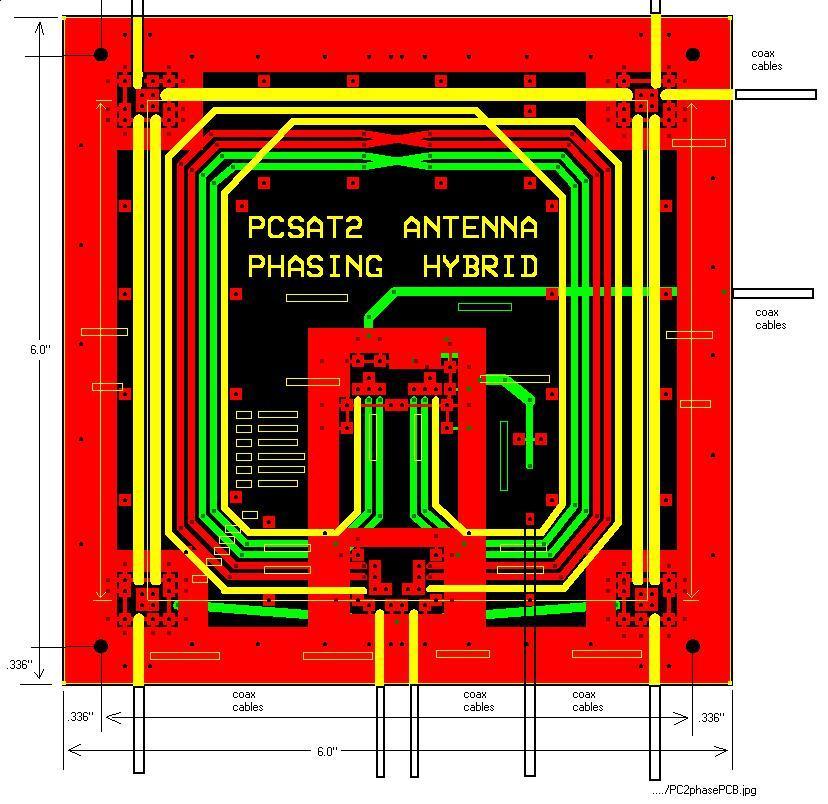 coax
cables
PCSAT2 ANTENNA
PHASING HYBRID
coax
cables
6.0"
.336"
coax
cables
coax
cables
coax
cables
.336"
.336"
6.0"
..../PC2phasePCB.jpg